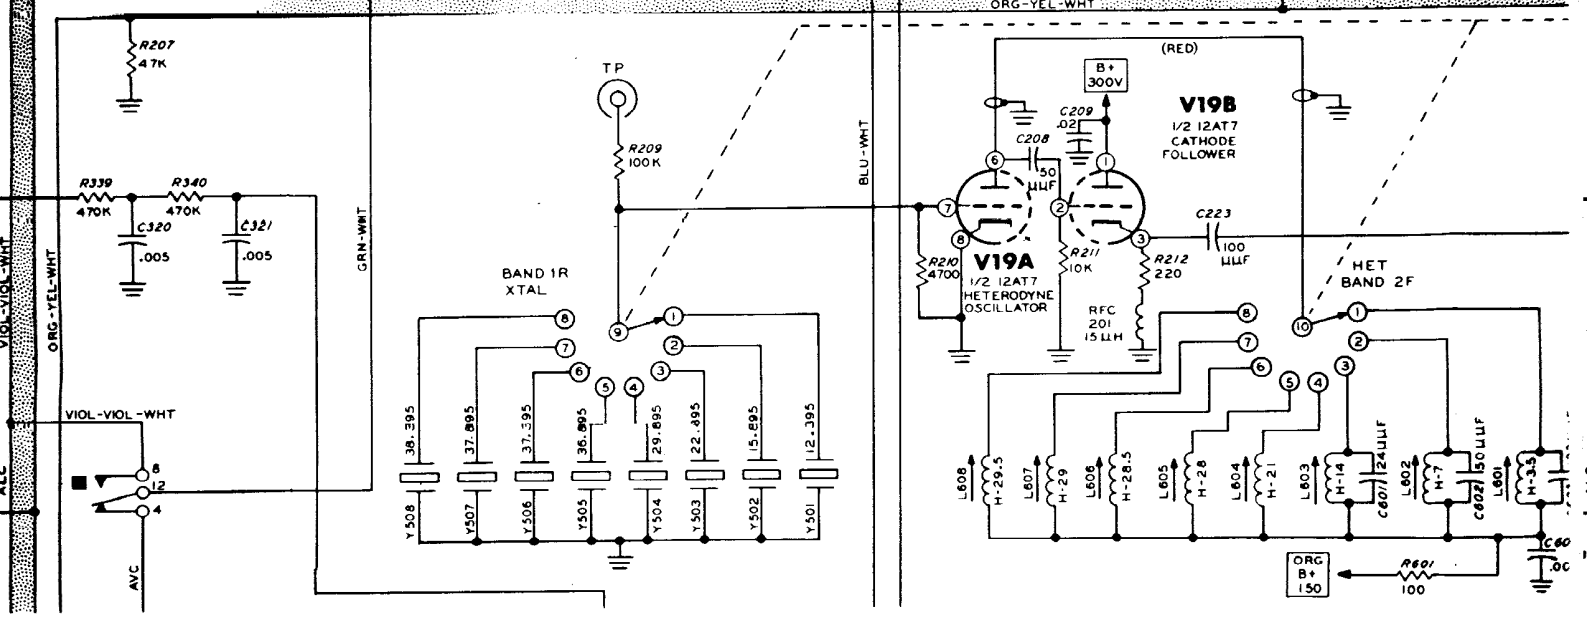 ORG-YEL-WHT
R207
47K
TP
R209
100K
BLU-WHT
(RED)
B+
300V
C209
.02
V19B
1/2 12AT7
CATHODE
FOLLOWER
C208
50
µµF
6
1
7
2
8
3
V19A
1/2 12AT7
HETERODYNE
OSCILLATOR
R210
4700
R211
10K
R212
220
RFC
201
15 µH
C223
100
µµF
HET
BAND 2F
R339
470K
R340
470K
C320
.005
C321
.005
VIOL-VIOL-WHT
ORG-YEL-WHT
GRN-WHT
VIOL-VIOL-WHT
8
12
4
ALC
AVC
BAND 1R
XTAL
8
7
6
5
4
3
2
1
9
38.395
37.895
37.395
36.895
29.895
22.895
15.895
12.395
Y508
Y507
Y506
Y505
Y504
Y503
Y502
Y501
8
7
6
5
4
3
2
1
10
L608
H-29.5
L607
H-29
L606
H-28.5
L605
H-28
L604
H-21
L603
H-14
C601
24µµF
L602
H-7
C602
50µµF
L601
H-3.5
ORG
B+
150
R601
100
C60
.00